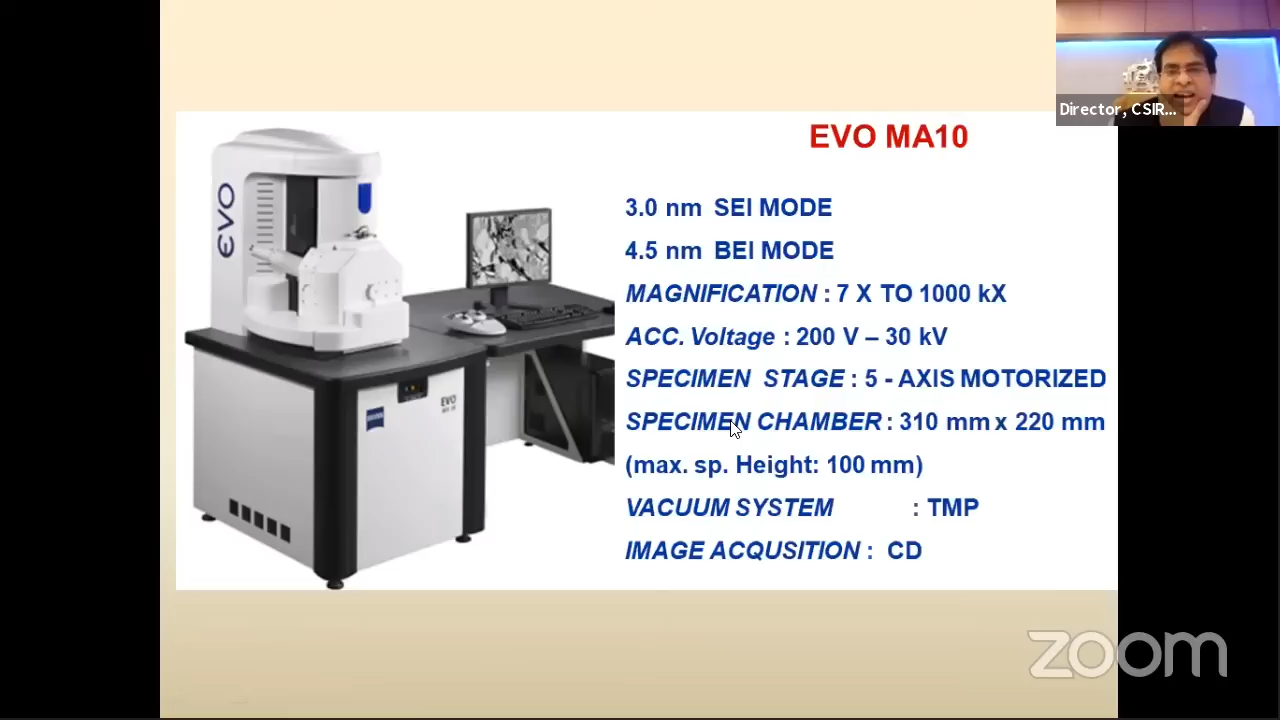 Director, CSIR...
EVO MA10
EVO
3.0 nm SEI MODE
4.5 nm BEI MODE
MAGNIFICATION : 7 X TO 1000 kX
ACC. Voltage : 200 V – 30 kV
SPECIMEN STAGE : 5 - AXIS MOTORIZED
SPECIMEN CHAMBER : 310 mm x 220 mm
(max. sp. Height: 100 mm)
VACUUM SYSTEM : TMP
IMAGE ACQUSITION : CD
EVO
zoom